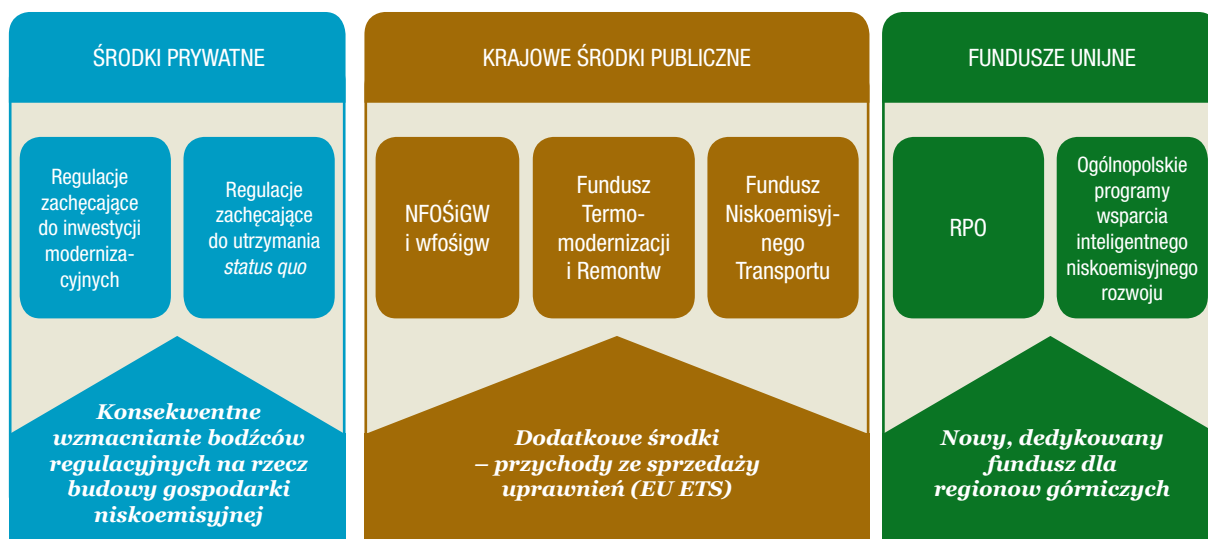 ŚRODKI PRYWATNE
Regulacje
zachęcające
do inwestycji
moderniza-
cyjnych
Regulacje
zachęcające
do utrzymania
status quo
Konsekwentne
wzmacnianie bodźców
regulacyjnych na rzecz
budowy gospodarki
niskoemisyjnej
KRAJOWE ŚRODKI PUBLICZNE
NFOŚiGW
i wfośigw
Fundusz
Termo-
modernizacji
i Remontw
Fundusz
Niskoemisyj-
nego
Transportu
Dodatkowe środki
– przychody ze sprzedaży
uprawnień (EU ETS)
FUNDUSZE UNIJNE
RPO
Ogólnopolskie
programy
wsparcia
inteligentnego
niskoemisyjnego
rozwoju
Nowy, dedykowany
fundusz dla
regionow górniczych